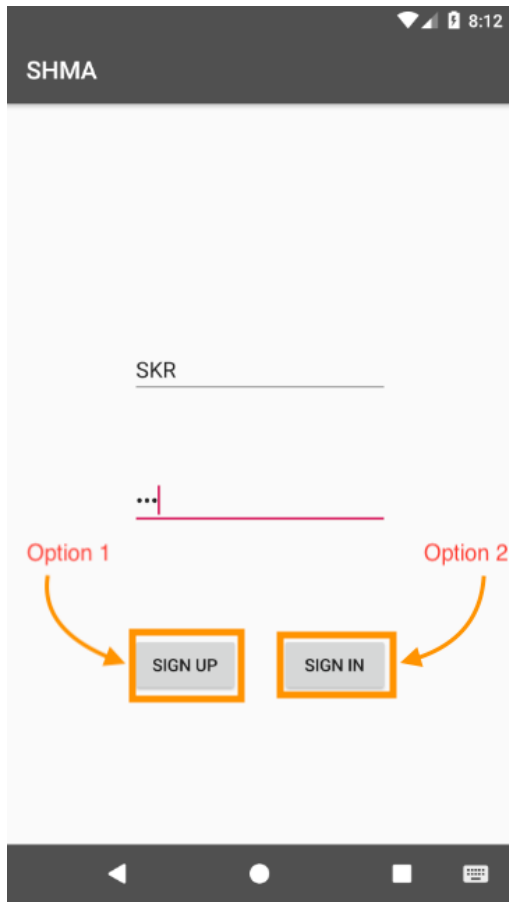 8:12
SHMA
SKR
•••
Option 1
Option 2
SIGN UP
SIGN IN